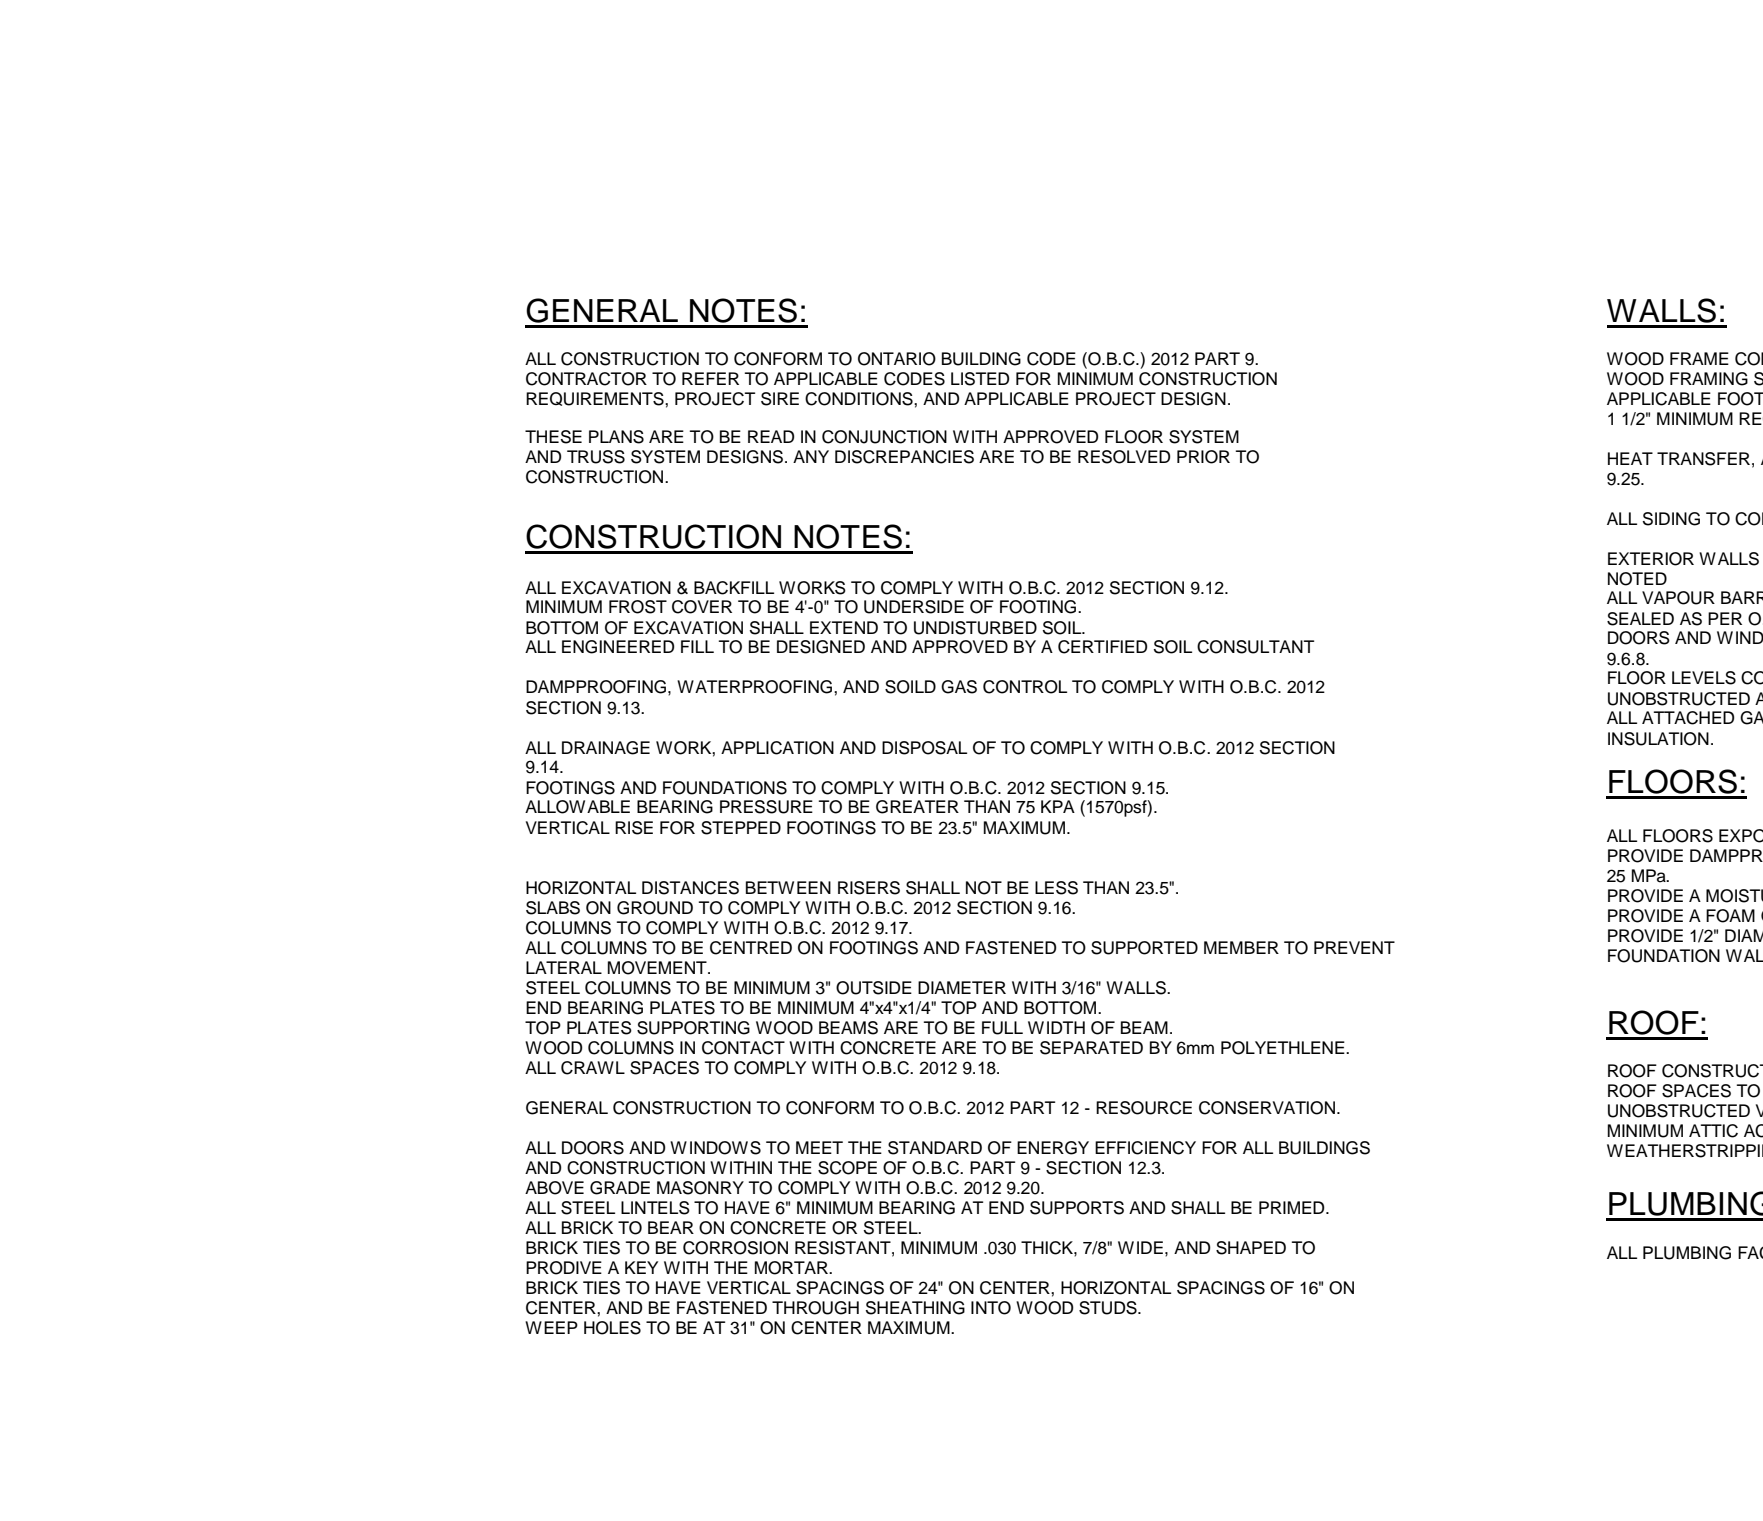 GENERAL NOTES:
ALL CONSTRUCTION TO CONFORM TO ONTARIO BUILDING CODE (O.B.C.) 2012 PART 9.
CONTRACTOR TO REFER TO APPLICABLE CODES LISTED FOR MINIMUM CONSTRUCTION
REQUIREMENTS, PROJECT SIRE CONDITIONS, AND APPLICABLE PROJECT DESIGN.
THESE PLANS ARE TO BE READ IN CONJUNCTION WITH APPROVED FLOOR SYSTEM
AND TRUSS SYSTEM DESIGNS. ANY DISCREPANCIES ARE TO BE RESOLVED PRIOR TO
CONSTRUCTION.
CONSTRUCTION NOTES:
ALL EXCAVATION & BACKFILL WORKS TO COMPLY WITH O.B.C. 2012 SECTION 9.12.
MINIMUM FROST COVER TO BE 4'-0" TO UNDERSIDE OF FOOTING.
BOTTOM OF EXCAVATION SHALL EXTEND TO UNDISTURBED SOIL.
ALL ENGINEERED FILL TO BE DESIGNED AND APPROVED BY A CERTIFIED SOIL CONSULTANT
DAMPPROOFING, WATERPROOFING, AND SOILD GAS CONTROL TO COMPLY WITH O.B.C. 2012
SECTION 9.13.
ALL DRAINAGE WORK, APPLICATION AND DISPOSAL OF TO COMPLY WITH O.B.C. 2012 SECTION
9.14.
FOOTINGS AND FOUNDATIONS TO COMPLY WITH O.B.C. 2012 SECTION 9.15.
ALLOWABLE BEARING PRESSURE TO BE GREATER THAN 75 KPA (1570psf).
VERTICAL RISE FOR STEPPED FOOTINGS TO BE 23.5" MAXIMUM.
HORIZONTAL DISTANCES BETWEEN RISERS SHALL NOT BE LESS THAN 23.5".
SLABS ON GROUND TO COMPLY WITH O.B.C. 2012 SECTION 9.16.
COLUMNS TO COMPLY WITH O.B.C. 2012 9.17.
ALL COLUMNS TO BE CENTRED ON FOOTINGS AND FASTENED TO SUPPORTED MEMBER TO PREVENT
LATERAL MOVEMENT.
STEEL COLUMNS TO BE MINIMUM 3" OUTSIDE DIAMETER WITH 3/16" WALLS.
END BEARING PLATES TO BE MINIMUM 4"x4"x1/4" TOP AND BOTTOM.
TOP PLATES SUPPORTING WOOD BEAMS ARE TO BE FULL WIDTH OF BEAM.
WOOD COLUMNS IN CONTACT WITH CONCRETE ARE TO BE SEPARATED BY 6mm POLYETHLENE.
ALL CRAWL SPACES TO COMPLY WITH O.B.C. 2012 9.18.
GENERAL CONSTRUCTION TO CONFORM TO O.B.C. 2012 PART 12 - RESOURCE CONSERVATION.
ALL DOORS AND WINDOWS TO MEET THE STANDARD OF ENERGY EFFICIENCY FOR ALL BUILDINGS
AND CONSTRUCTION WITHIN THE SCOPE OF O.B.C. PART 9 - SECTION 12.3.
ABOVE GRADE MASONRY TO COMPLY WITH O.B.C. 2012 9.20.
ALL STEEL LINTELS TO HAVE 6" MINIMUM BEARING AT END SUPPORTS AND SHALL BE PRIMED.
ALL BRICK TO BEAR ON CONCRETE OR STEEL.
BRICK TIES TO BE CORROSION RESISTANT, MINIMUM .030 THICK, 7/8" WIDE, AND SHAPED TO
PRODIVE A KEY WITH THE MORTAR.
BRICK TIES TO HAVE VERTICAL SPACINGS OF 24" ON CENTER, HORIZONTAL SPACINGS OF 16" ON
CENTER, AND BE FASTENED THROUGH SHEATHING INTO WOOD STUDS.
WEEP HOLES TO BE AT 31" ON CENTER MAXIMUM.
WALLS:
WOOD FRAME
WOOD FRAMING
APPLICABLE
1 1/2" MINIMUM
HEAT TRANSFER,
9.25.
ALL SIDING TO
EXTERIOR WALLS
NOTED
ALL VAPOUR
SEALED AS PER
DOORS AND
9.6.8.
FLOOR LEVELS
UNOBSTRUCTED
ALL ATTACHED
INSULATION.
FLOORS:
ALL FLOORS
PROVIDE
25 MPa.
PROVIDE A
PROVIDE A FOAM
PROVIDE 1/2"
FOUNDATION
ROOF:
ROOF
ROOF SPACES TO
UNOBSTRUCTED
MINIMUM ATTIC
PLUMBING
ALL PLUMBING